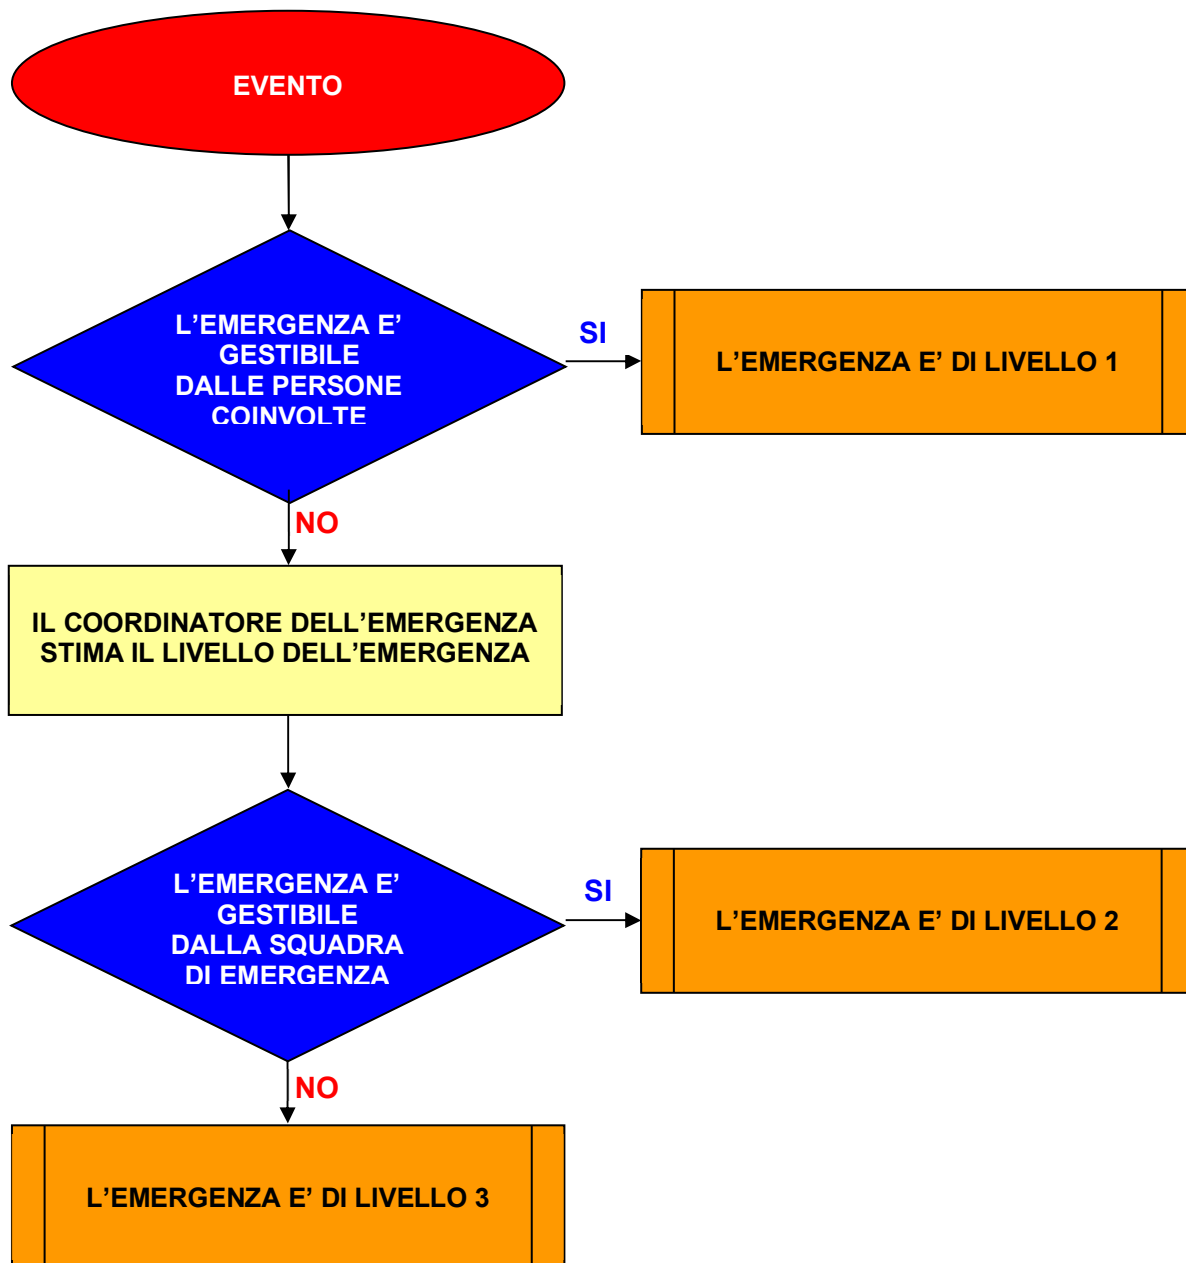 EVENTO
L’EMERGENZA E’
GESTIBILE
DALLE PERSONE
COINVOLTE
SI
L’EMERGENZA E’ DI LIVELLO 1
NO
IL COORDINATORE DELL’EMERGENZA
STIMA IL LIVELLO DELL’EMERGENZA
L’EMERGENZA E’
GESTIBILE
DALLA SQUADRA
DI EMERGENZA
SI
L’EMERGENZA E’ DI LIVELLO 2
NO
L’EMERGENZA E’ DI LIVELLO 3